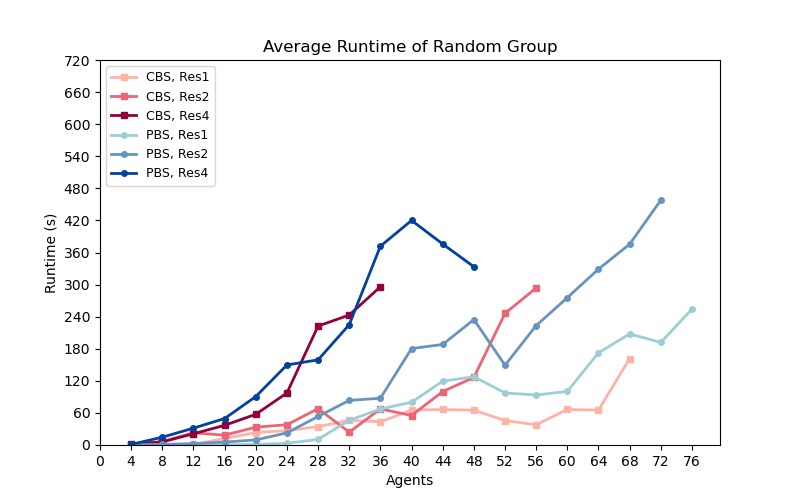 Average Runtime of Random Group
720
660
600
540
480
420
360
300
240
180
120
60
0
Runtime (s)
CBS, Res1
CBS, Res2
CBS, Res4
PBS, Res1
PBS, Res2
PBS, Res4
0 4 8 12 16 20 24 28 32 36 40 44 48 52 56 60 64 68 72 76
Agents